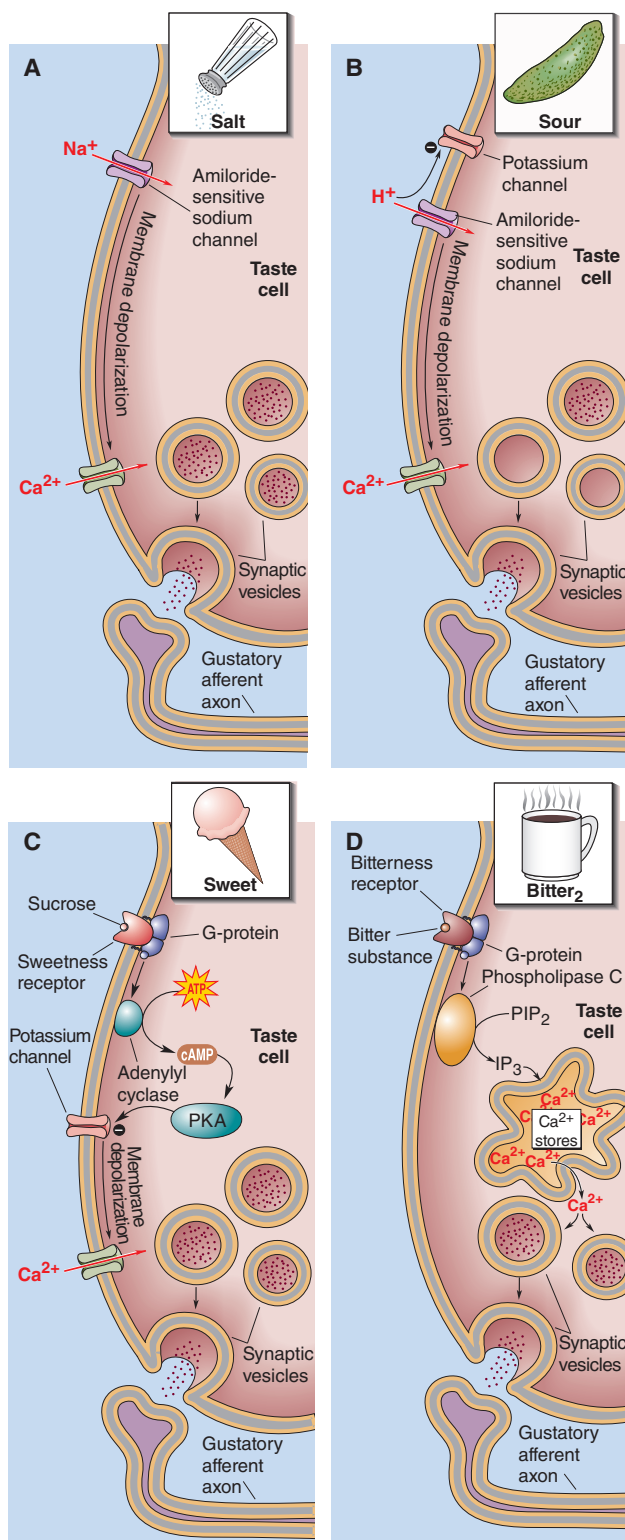 A
Salt
Na+
Amiloride-
sensitive
sodium
channel
Membrane depolarization
Taste
cell
Ca2+
Synaptic
vesicles
Gustatory
afferent
axon
B
Sour
Potassium
channel
H+
Amiloride-
sensitive
sodium
channel
Taste
cell
Membrane depolarization
Ca2+
Synaptic
vesicles
Gustatory
afferent
axon
C
Sweet
Sucrose
G-protein
Sweetness
receptor
ATP
Potassium
channel
Taste
cell
cAMP
Adenylyl
cyclase
PKA
Membrane
depolarization
Ca2+
Synaptic
vesicles
Gustatory
afferent
axon
D
Bitter2
Bitterness
receptor
Bitter
substance
G-protein
Phospholipase C
PIP2
Taste
cell
IP3
Ca2+
Ca2+
Ca2+
stores
Ca2+
Ca2+
Ca2+
Synaptic
vesicles
Gustatory
afferent
axon